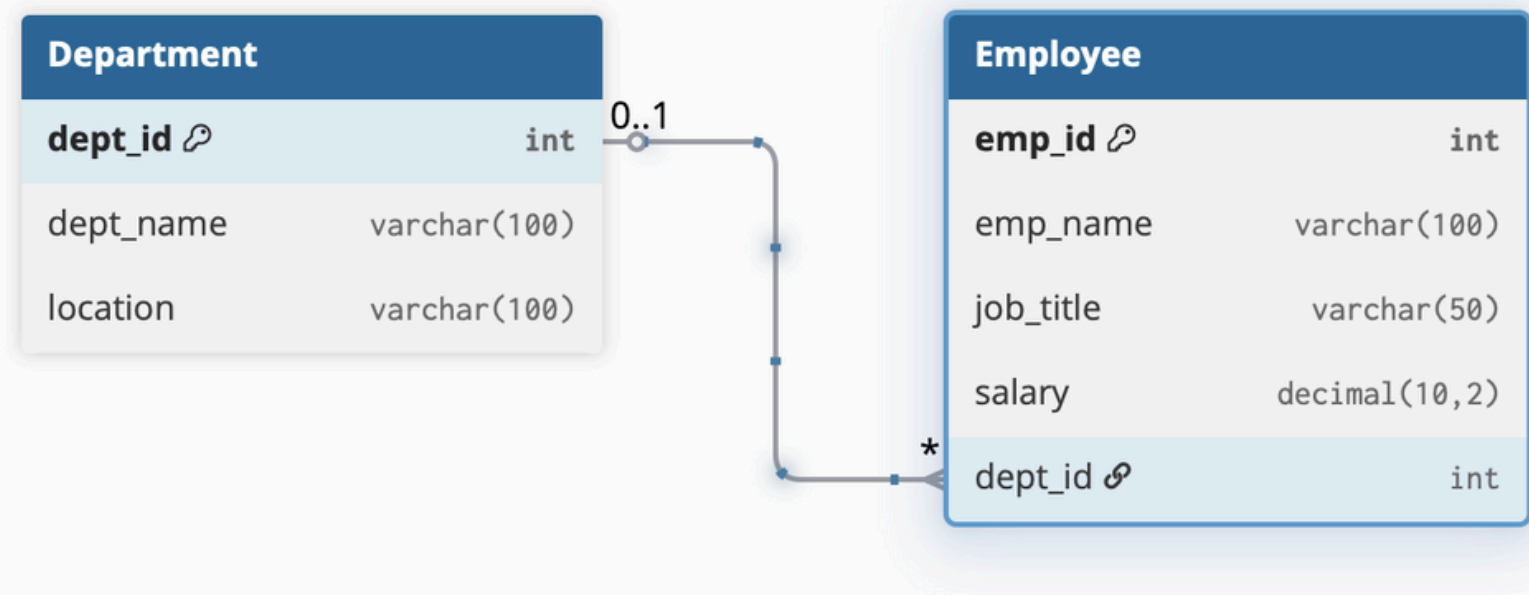 Department
dept_id int
dept_name varchar(100)
location varchar(100)
0..1
*
Employee
emp_id int
emp_name varchar(100)
job_title varchar(50)
salary decimal(10,2)
dept_id int